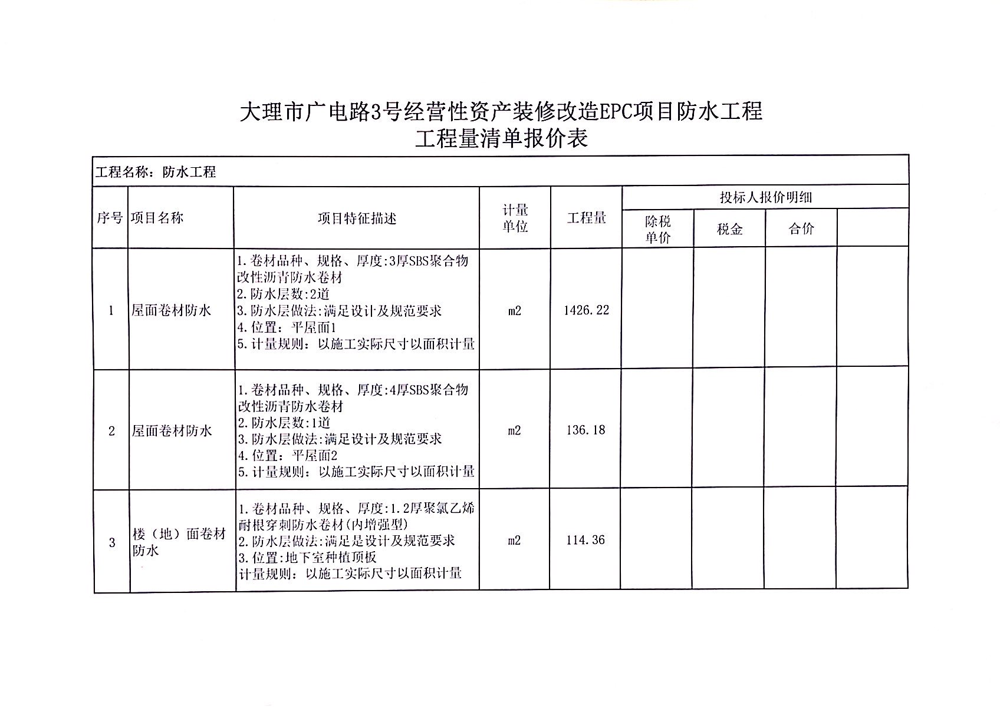 大理市广电路3号经营性资产装修改造EPC项目防水工程
工程量清单报价表
工程名称：防水工程
序号
项目名称
项目特征描述
计量
单位
工程量
投标人报价明细
除税
单价
税金
合价
1
屋面卷材防水
1.卷材品种、规格、厚度:3厚SBS聚合物
改性沥青防水卷材
2.防水层数:2道
3.防水层做法:满足设计及规范要求
4.位置：平屋面1
5.计量规则：以施工实际尺寸以面积计量
m2
1426.22
2
屋面卷材防水
1.卷材品种、规格、厚度:4厚SBS聚合物
改性沥青防水卷材
2.防水层数:1道
3.防水层做法:满足设计及规范要求
4.位置：平屋面2
5.计量规则：以施工实际尺寸以面积计量
m2
136.18
3
楼（地）面卷材
防水
1.卷材品种、规格、厚度:1.2厚聚氯乙烯
耐根穿刺防水卷材(内增强型)
2.防水层做法:满足是设计及规范要求
3.位置:地下室种植顶板
计量规则：以施工实际尺寸以面积计量
m2
114.36